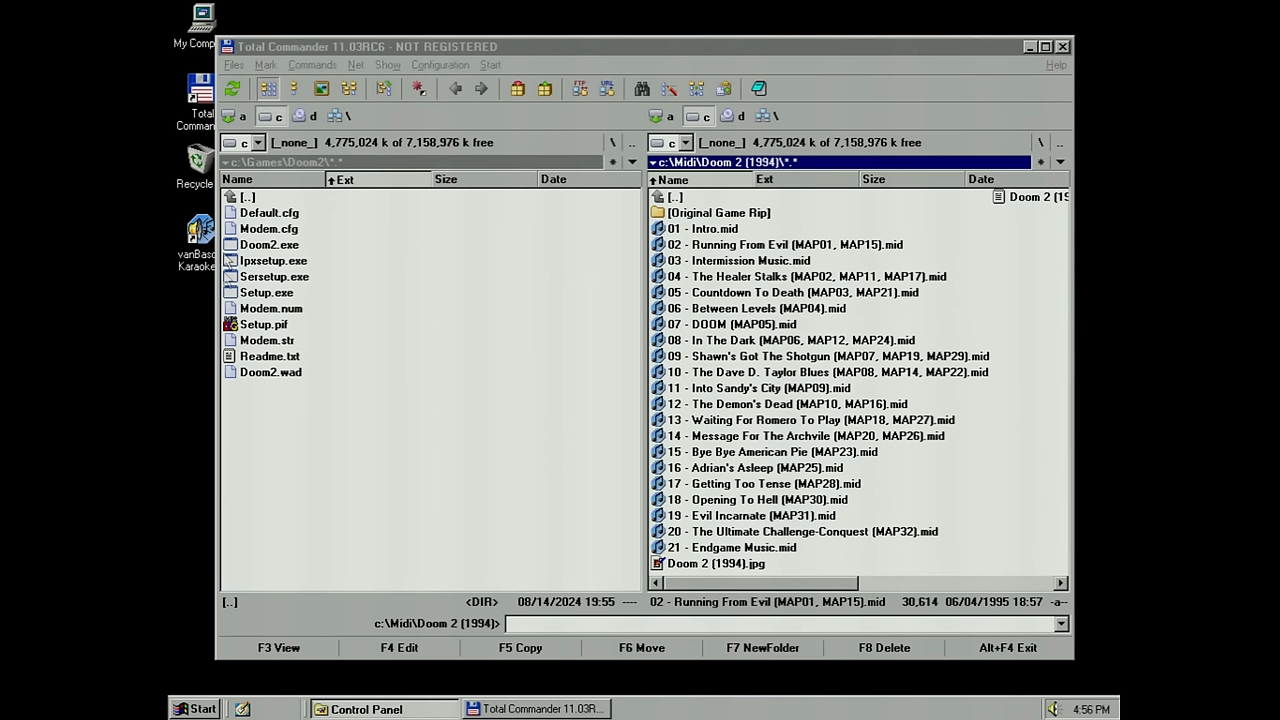 My Comp
Total Commander 11.03RC6 - NOT REGISTERED
Files Mark Commands Net Show Configuration Start Help
FTP URL
a c d \ a c d \
c [_none_] 4,775,024 k of 7,158,976 k free \ .. c [_none_] 4,775,024 k of 7,158,976 k free \ ..
c:\Games\Doom2\*.* * c:\Midi\Doom 2 (1994)\*.* *
Name Ext Size Date Name Ext Size Date
[..]
Default.cfg
Modem.cfg
Doom2.exe
Ipxsetup.exe
Sersetup.exe
Setup.exe
Modem.num
Setup.pif
Modem.str
Readme.txt
Doom2.wad
[..] Doom 2 (19
[Original Game Rip]
01 - Intro.mid
02 - Running From Evil (MAP01, MAP15).mid
03 - Intermission Music.mid
04 - The Healer Stalks (MAP02, MAP11, MAP17).mid
05 - Countdown To Death (MAP03, MAP21).mid
06 - Between Levels (MAP04).mid
07 - DOOM (MAP05).mid
08 - In The Dark (MAP06, MAP12, MAP24).mid
09 - Shawn's Got The Shotgun (MAP07, MAP19, MAP29).mid
10 - The Dave D. Taylor Blues (MAP08, MAP14, MAP22).mid
11 - Into Sandy's City (MAP09).mid
12 - The Demon's Dead (MAP10, MAP16).mid
13 - Waiting For Romero To Play (MAP18, MAP27).mid
14 - Message For The Archvile (MAP20, MAP26).mid
15 - Bye Bye American Pie (MAP23).mid
16 - Adrian's Asleep (MAP25).mid
17 - Getting Too Tense (MAP28).mid
18 - Opening To Hell (MAP30).mid
19 - Evil Incarnate (MAP31).mid
20 - The Ultimate Challenge-Conquest (MAP32).mid
21 - Endgame Music.mid
Doom 2 (1994).jpg
Total
Comman
Recycle
vanBasc
Karaoke
[..] <DIR> 08/14/2024 19:55 ---- 02 - Running From Evil (MAP01, MAP15).mid 30,614 06/04/1995 18:57 -a--
c:\Midi\Doom 2 (1994)>
F3 View F4 Edit F5 Copy F6 Move F7 NewFolder F8 Delete Alt+F4 Exit
Start Control Panel Total Commander 11.03R... 4:56 PM